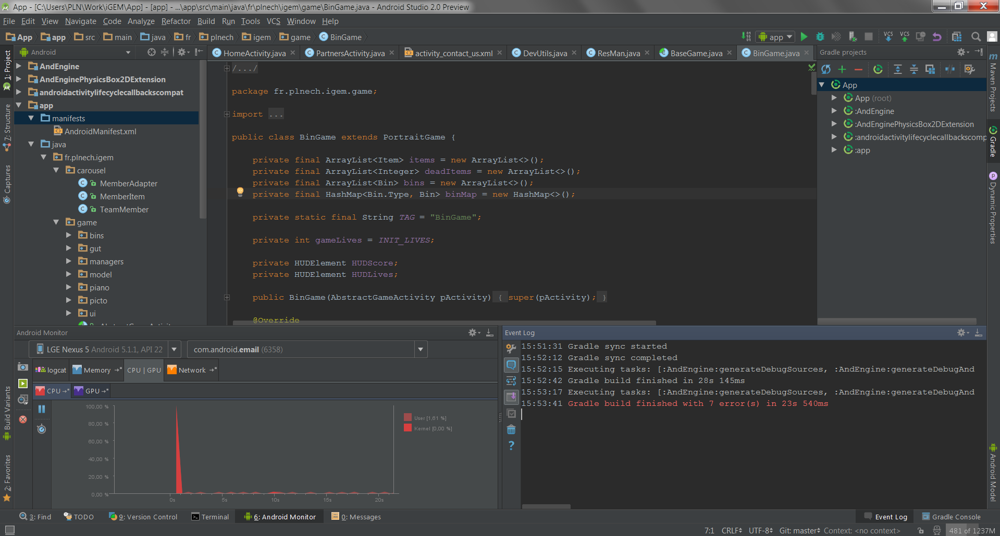 App - [C:\Users\PLN\Work\iGEM\App] - [app] - ...\app\src\main\java\fr\plnech\igem\game\BinGame.java - Android Studio 2.0 Preview
File Edit View Navigate Code Analyze Refactor Build Run Tools VCS Window Help
App app src main java fr plnech igem game BinGame
app
VCS VCS
1: Project
7: Structure
Captures
Build Variants
2: Favorites
Android
AndEngine
AndEnginePhysicsBox2DExtension
androidactivitylifecyclecallbackscompat
app
manifests
AndroidManifest.xml
java
fr.plnech.igem
carousel
MemberAdapter
MemberItem
TeamMember
game
bins
gut
managers
model
piano
picto
ui
HomeActivity.java PartnersActivity.java activity_contact_us.xml DevUtils.java ResMan.java BaseGame.java BinGame.java
/.../
package fr.plnech.igem.game;
import ...
public class BinGame extends PortraitGame {
private final ArrayList<Item> items = new ArrayList<>();
private final ArrayList<Integer> deadItems = new ArrayList<>();
private final ArrayList<Bin> bins = new ArrayList<>();
private final HashMap<Bin.Type, Bin> binMap = new HashMap<>();
private static final String TAG = "BinGame";
private int gameLives = INIT_LIVES;
private HUDElement HUDScore;
private HUDElement HUDLives;
public BinGame(AbstractGameActivity pActivity) { super(pActivity); }
@Override
Gradle projects
App
App (root)
:AndEngine
:AndEnginePhysicsBox2DExtension
:androidactivitylifecyclecallbackscomp
:app
Maven Projects
Gradle
Dynamic Properties
Android Model
Android Monitor
LGE Nexus 5 Android 5.1.1, API 22
com.android.email (6358)
logcat Memory CPU | GPU Network
CPU GPU
100,00 %
80,00 %
60,00 %
40,00 %
20,00 %
0,00 %
0s 5s 10s 15s 20s
User [1,61 %]
Kernel [0,00 %]
Event Log
15:51:31 Gradle sync started
15:52:12 Gradle sync completed
15:52:15 Executing tasks: [:AndEngine:generateDebugSources, :AndEngine:generateDebugAnd
15:52:42 Gradle build finished in 28s 145ms
15:53:17 Executing tasks: [:AndEngine:generateDebugSources, :AndEngine:generateDebugAnd
15:53:41 Gradle build finished with 7 error(s) in 23s 540ms
3: Find TODO 9: Version Control Terminal 6: Android Monitor 0: Messages Event Log Gradle Console
7:1 CRLF UTF-8 Git: master Context: <no context> 481 of 1237M